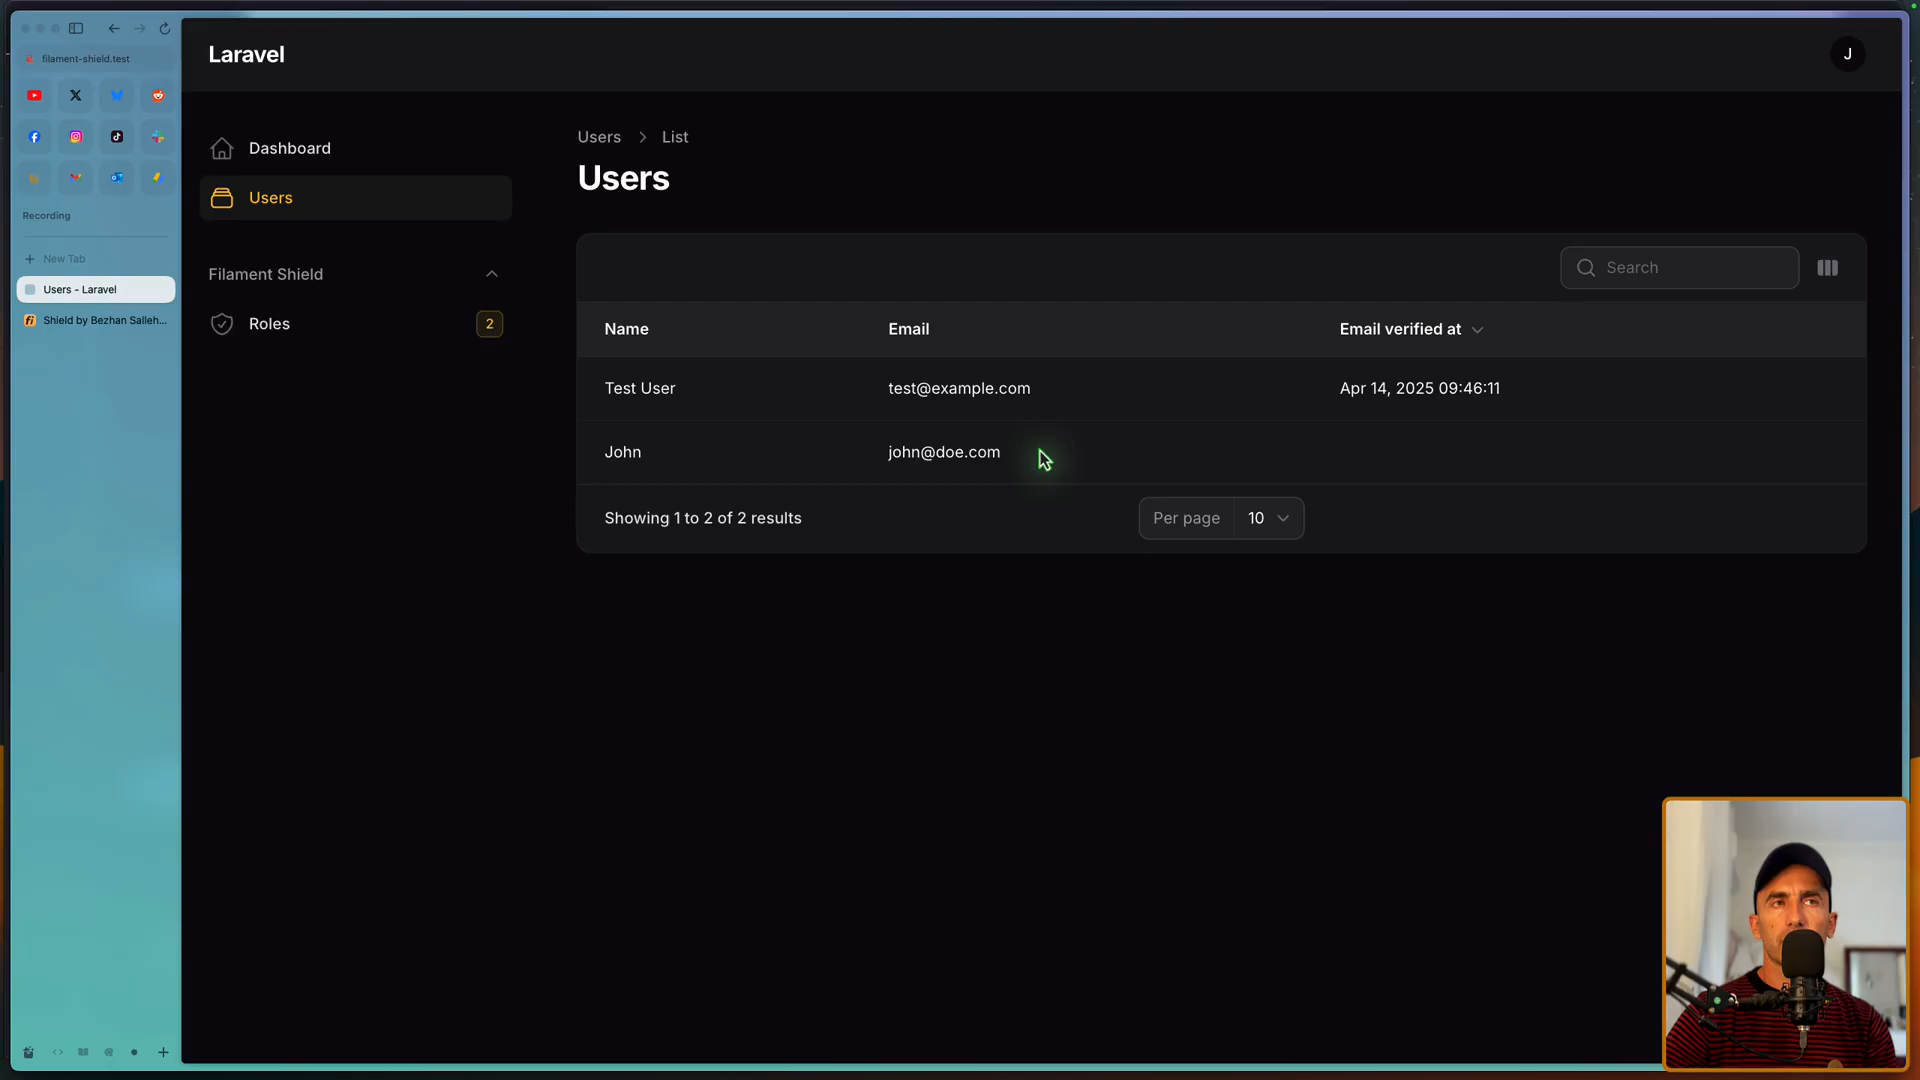 filament-shield.test
Recording
New Tab
Users - Laravel
Shield by Bezhan Salleh...
Laravel
J
Dashboard
Users
Filament Shield
Roles
2
Users
List
Users
Search
Name
Email
Email verified at
Test User
test@example.com
Apr 14, 2025 09:46:11
John
john@doe.com
Showing 1 to 2 of 2 results
Per page
10